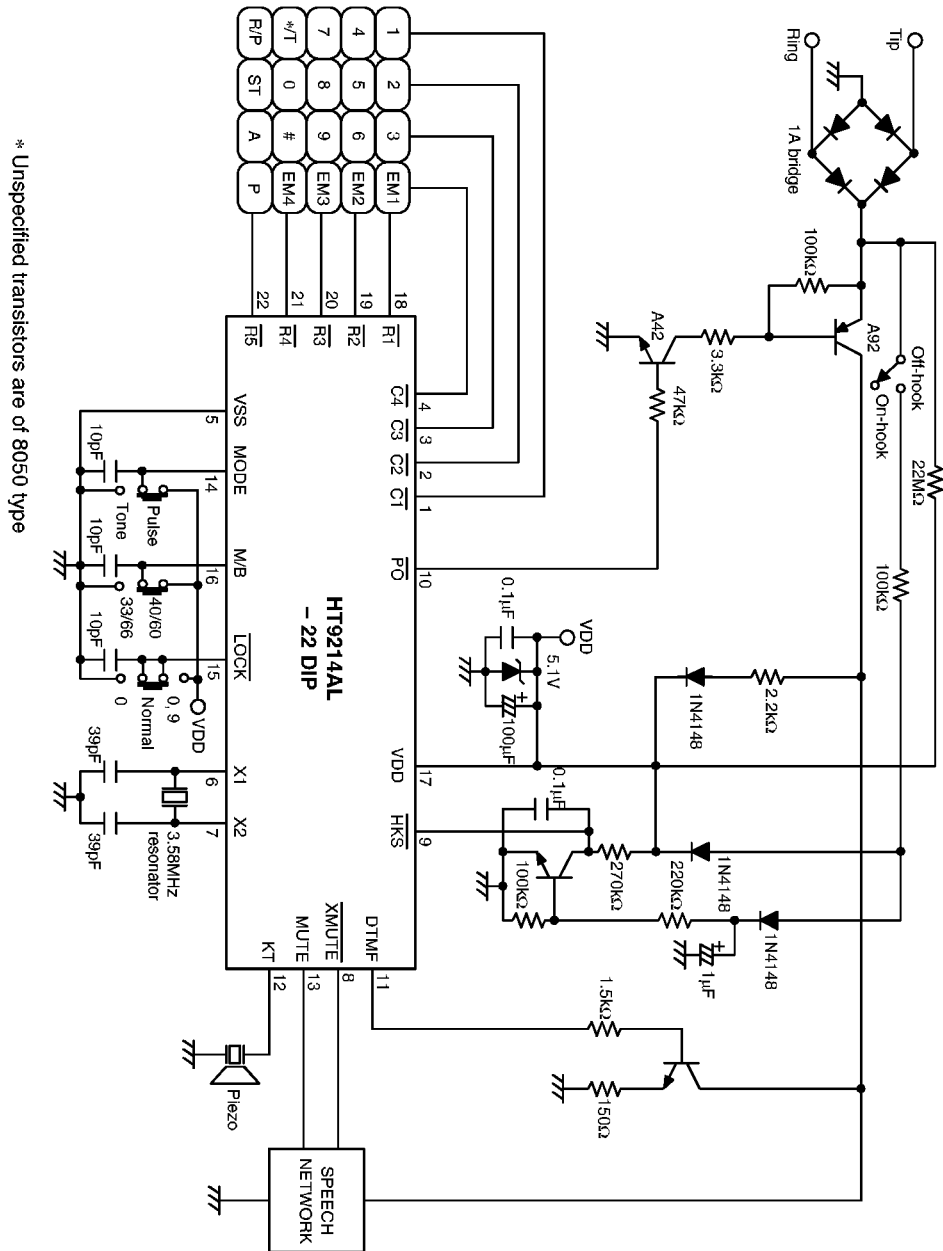 Tip
Ring
1A bridge
100kΩ
A92
Off-hook
On-hook
22MΩ
100kΩ
3.3kΩ
A42
47kΩ
2.2kΩ
1N4148
1N4148
1N4148
VDD
5.1V
0.1µF
+
100µF
0.1µF
270kΩ
220kΩ
100kΩ
+
1µF
1.5kΩ
150Ω
1 2 3 EM1
4 5 6 EM2
7 8 9 EM3
*/T 0 # EM4
R/P ST A P
18 R1
19 R2
20 R3
21 R4
22 R5
C4 4
C3 3
C2 2
C1 1
PO 10
VDD 17
HKS 9
HT9214AL
– 22 DIP
VSS 5
MODE 14
M/B 16
LOCK 15
X1 6
X2 7
KT 12
MUTE 13
XMUTE 8
DTMF 11
10pF
Tone
Pulse
10pF
33/66
40/60
10pF
0
Normal
0, 9
VDD
39pF
39pF
3.58MHz
resonator
Piezo
SPEECH
NETWORK
* Unspecified transistors are of 8050 type